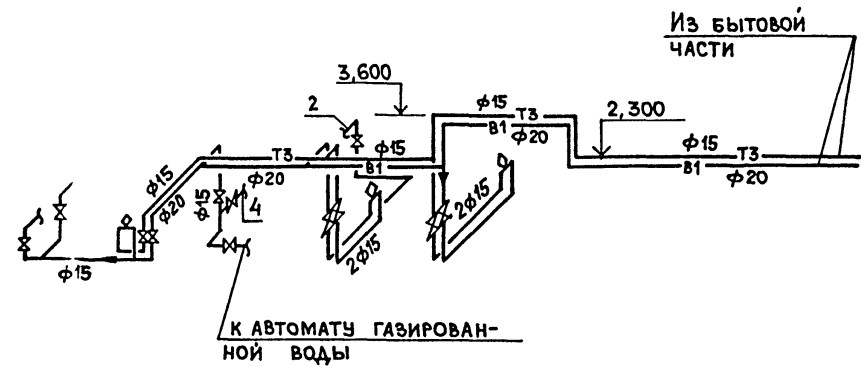 Из бытовой
части
3,600
2
ф15
Т3
В1
ф20
2,300
ф15
Т3
В1
ф20
ф15
Т3
В1
ф20
ф15
ф20
ф15
4
2ф15
2ф15
ф15
к автомату газирован-
ной воды